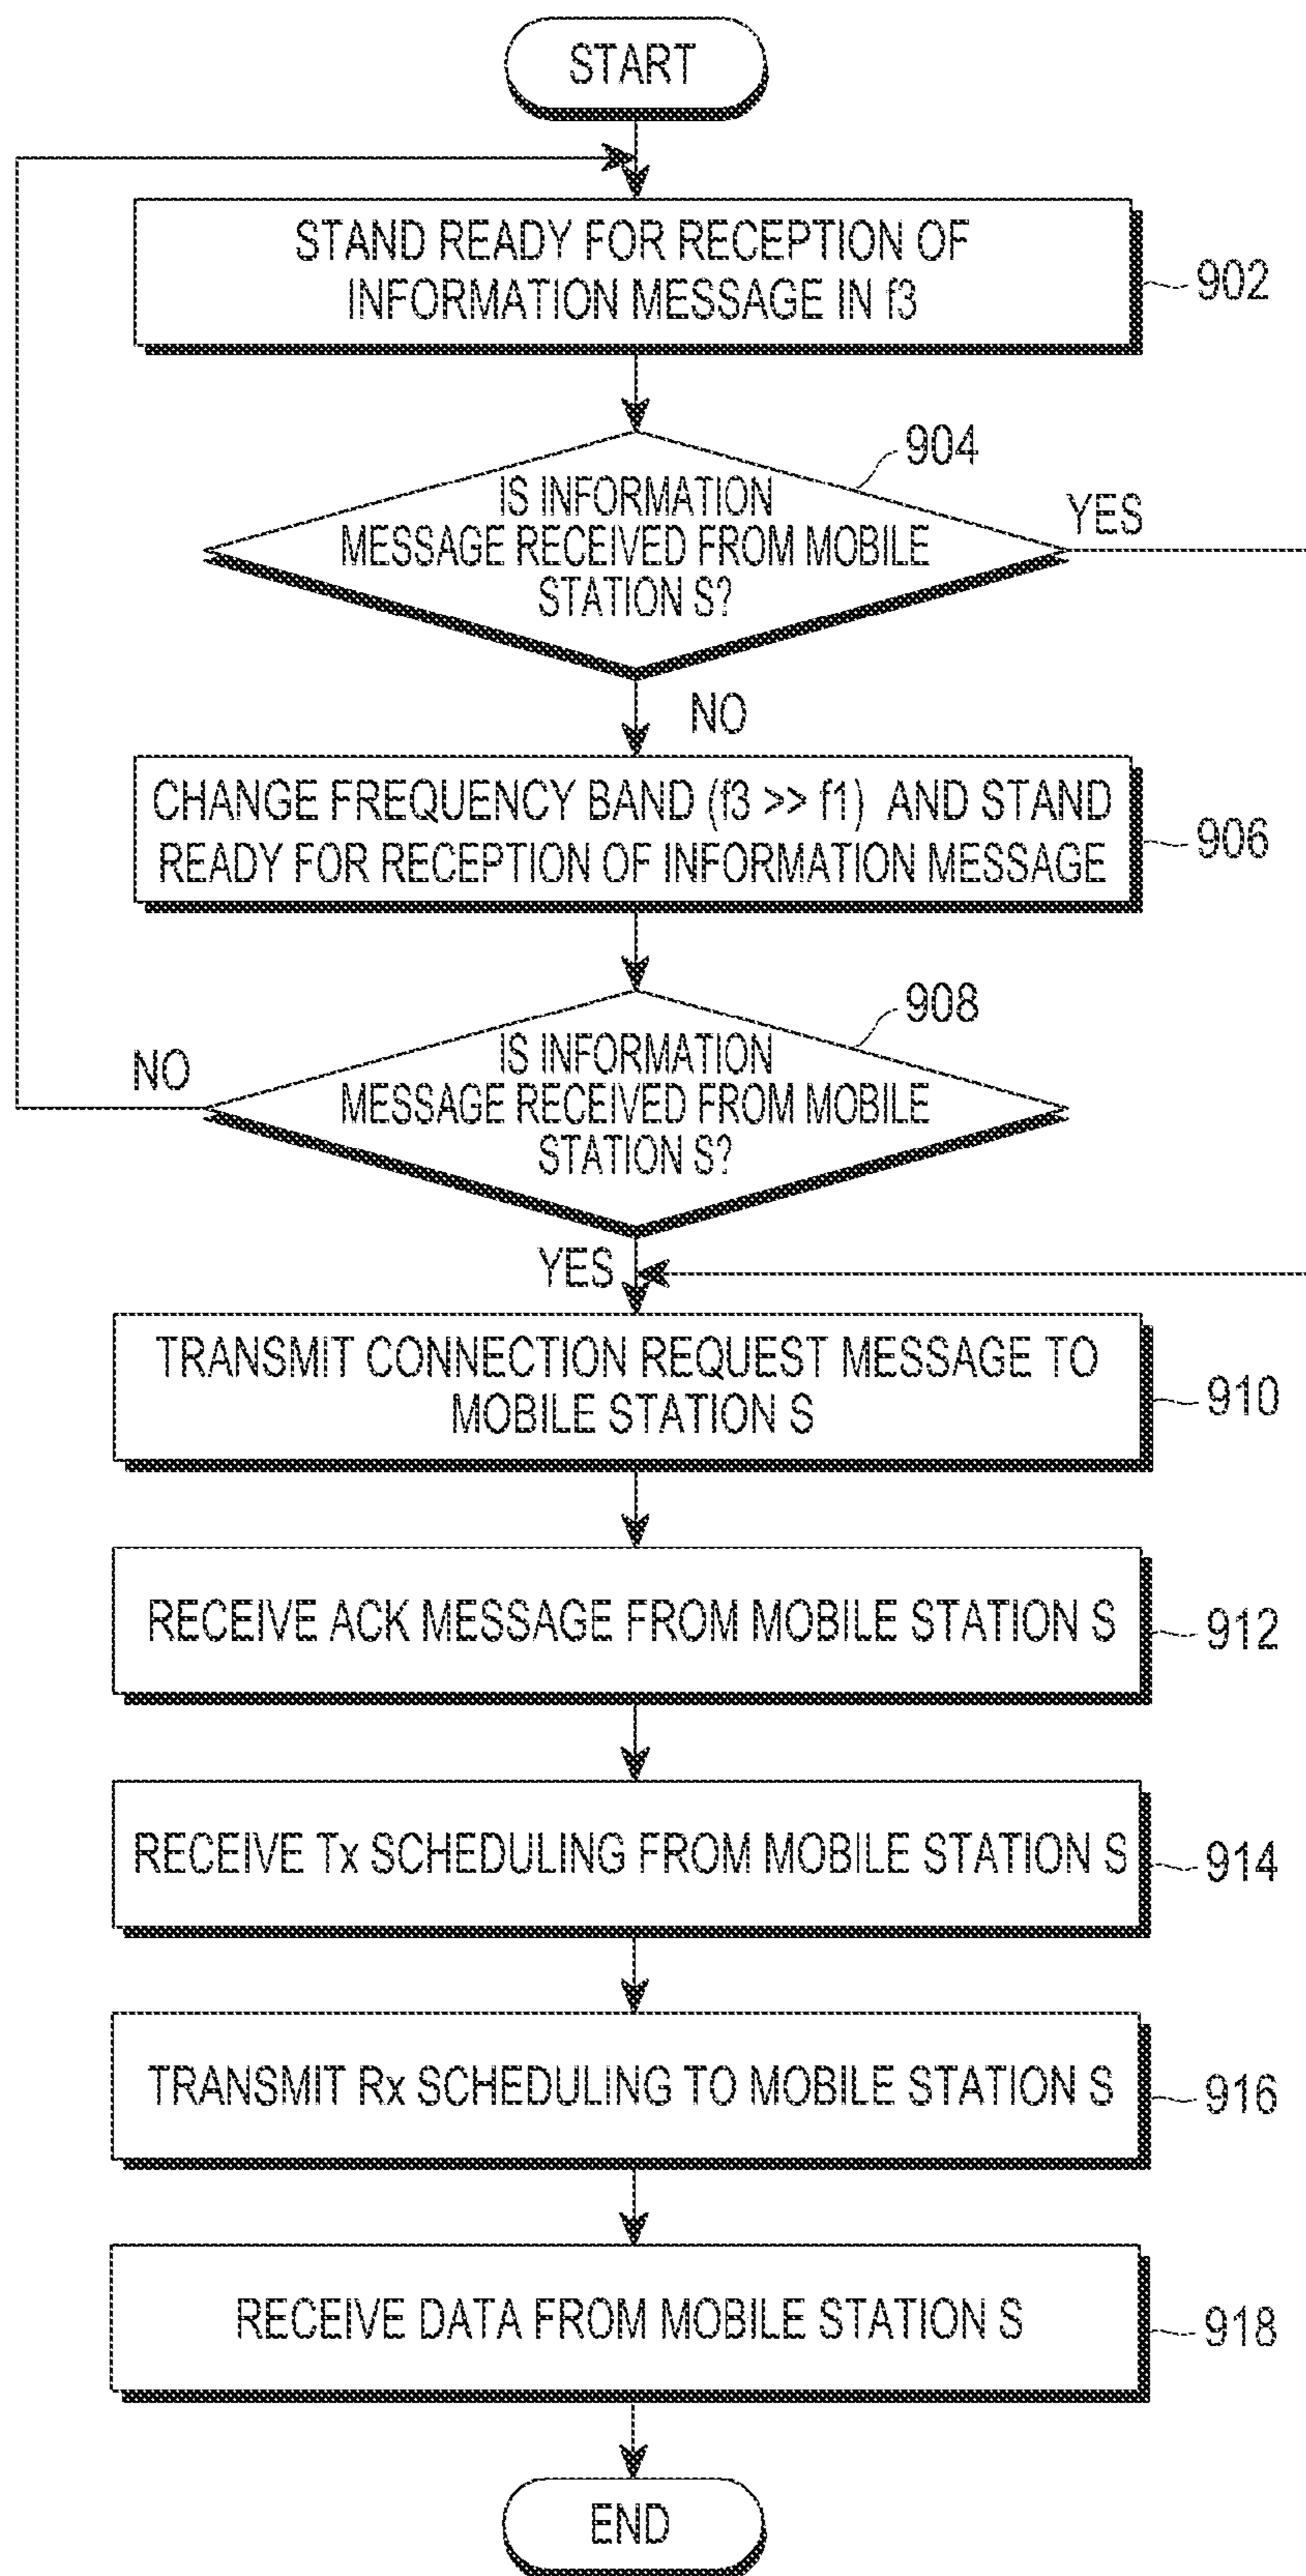 START
STAND READY FOR RECEPTION OF
INFORMATION MESSAGE IN f3
902
904
IS INFORMATION
MESSAGE RECEIVED FROM MOBILE
STATION S?
YES
NO
CHANGE FREQUENCY BAND (f3 >> f1) AND STAND
READY FOR RECEPTION OF INFORMATION MESSAGE
906
908
IS INFORMATION
MESSAGE RECEIVED FROM MOBILE
STATION S?
NO
YES
TRANSMIT CONNECTION REQUEST MESSAGE TO
MOBILE STATION S
910
RECEIVE ACK MESSAGE FROM MOBILE STATION S
912
RECEIVE Tx SCHEDULING FROM MOBILE STATION S
914
TRANSMIT Rx SCHEDULING TO MOBILE STATION S
916
RECEIVE DATA FROM MOBILE STATION S
918
END